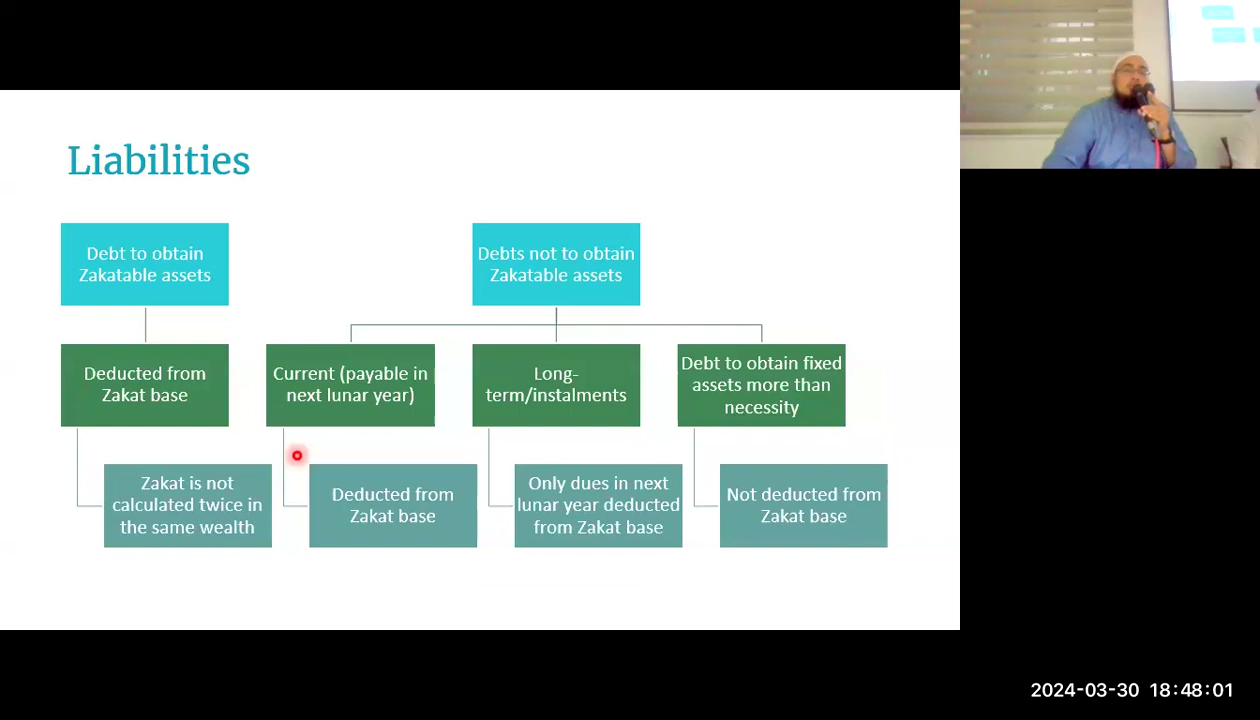 Liabilities
Debt to obtain
Zakatable assets
Debts not to obtain
Zakatable assets
Deducted from
Zakat base
Current (payable in
next lunar year)
Long-
term/instalments
Debt to obtain fixed
assets more than
necessity
Zakat is not
calculated twice in
the same wealth
Deducted from
Zakat base
Only dues in next
lunar year deducted
from Zakat base
Not deducted from
Zakat base
2024-03-30 18:48:01